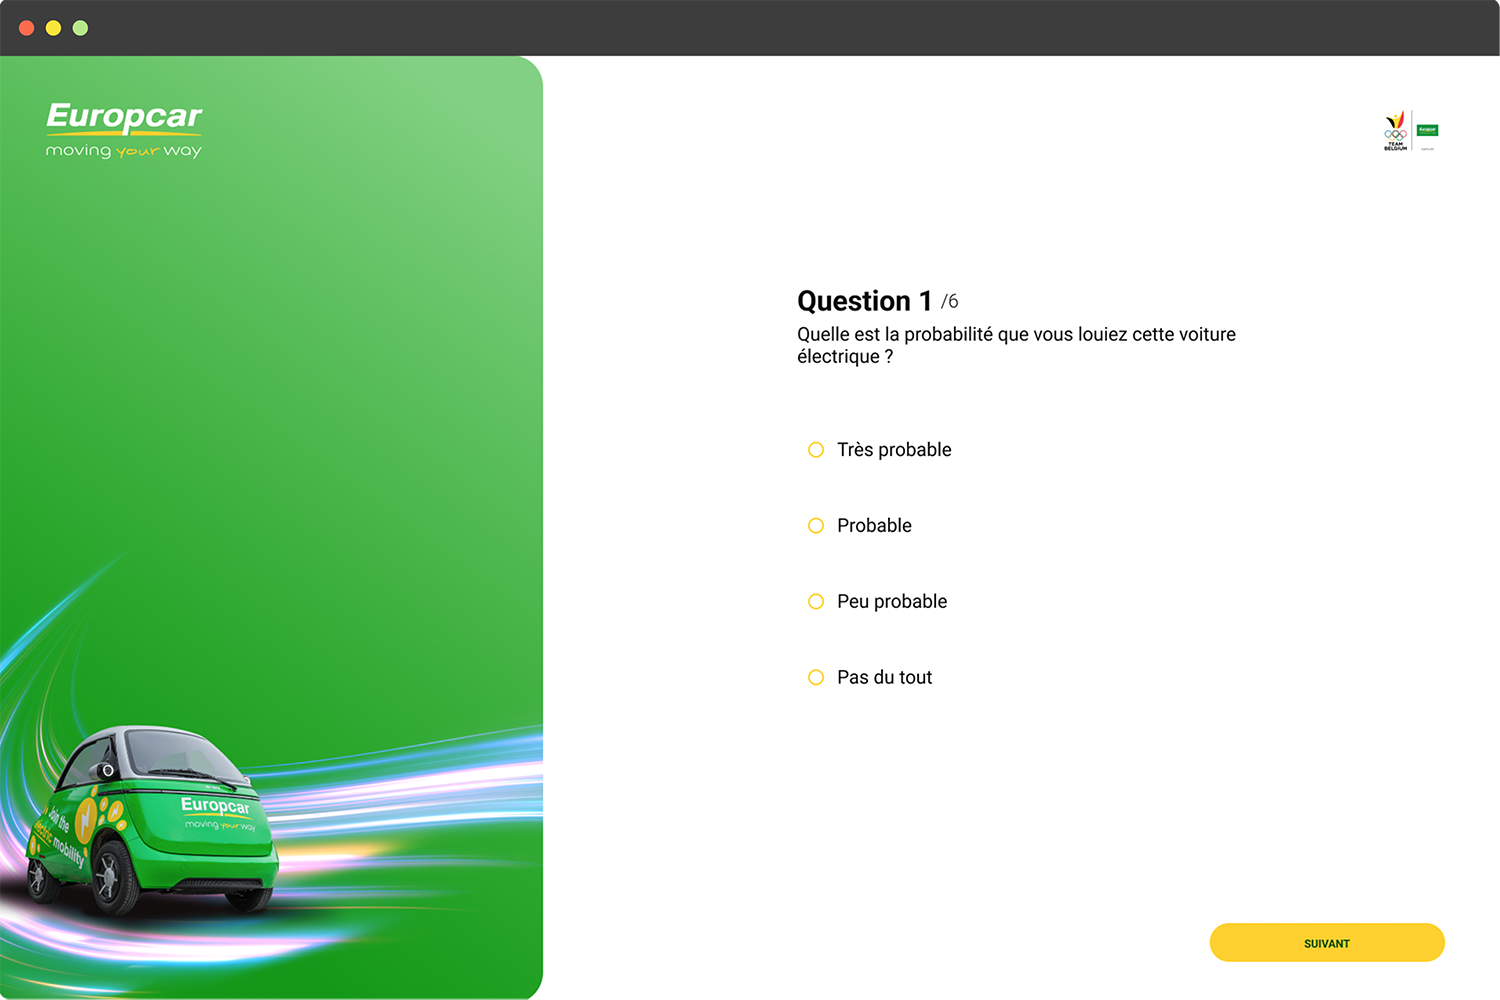 Europcar
moving your way
TEAM
BELGIUM
Europcar
Question 1 /6
Quelle est la probabilité que vous louiez cette voiture
électrique ?
Très probable
Probable
Peu probable
Pas du tout
Europcar
moving your way
Join the
electric mobility
SUIVANT